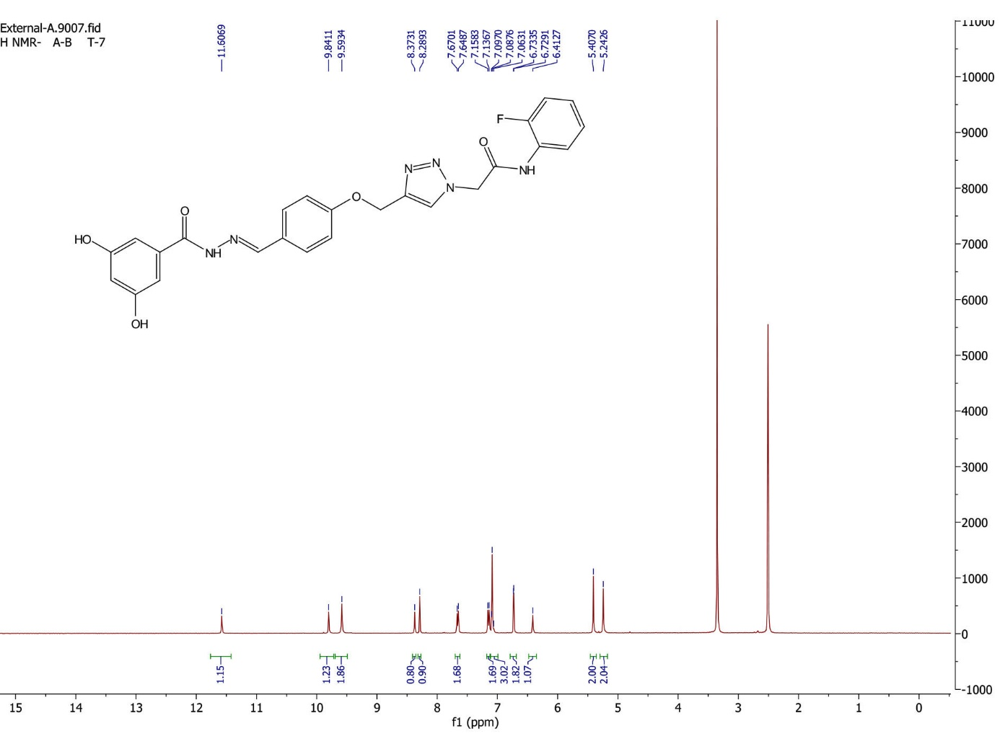 External-A.9007.fid
H NMR- A-B T-7
11.6069
9.8411
9.5934
8.3731
8.2893
7.6701
7.6487
7.1583
7.1367
7.0970
7.0876
7.0631
6.7335
6.7291
6.4127
5.4070
5.2426
F
O
NH
N
N
N
O
O
HO
N
NH
OH
11000
10000
9000
8000
7000
6000
5000
4000
3000
2000
1000
0
-1000
1.15
1.23
1.86
0.80
0.90
1.68
1.69
3.02
1.82
1.07
2.00
2.04
15 14 13 12 11 10 9 8 7 6 5 4 3 2 1 0
f1 (ppm)